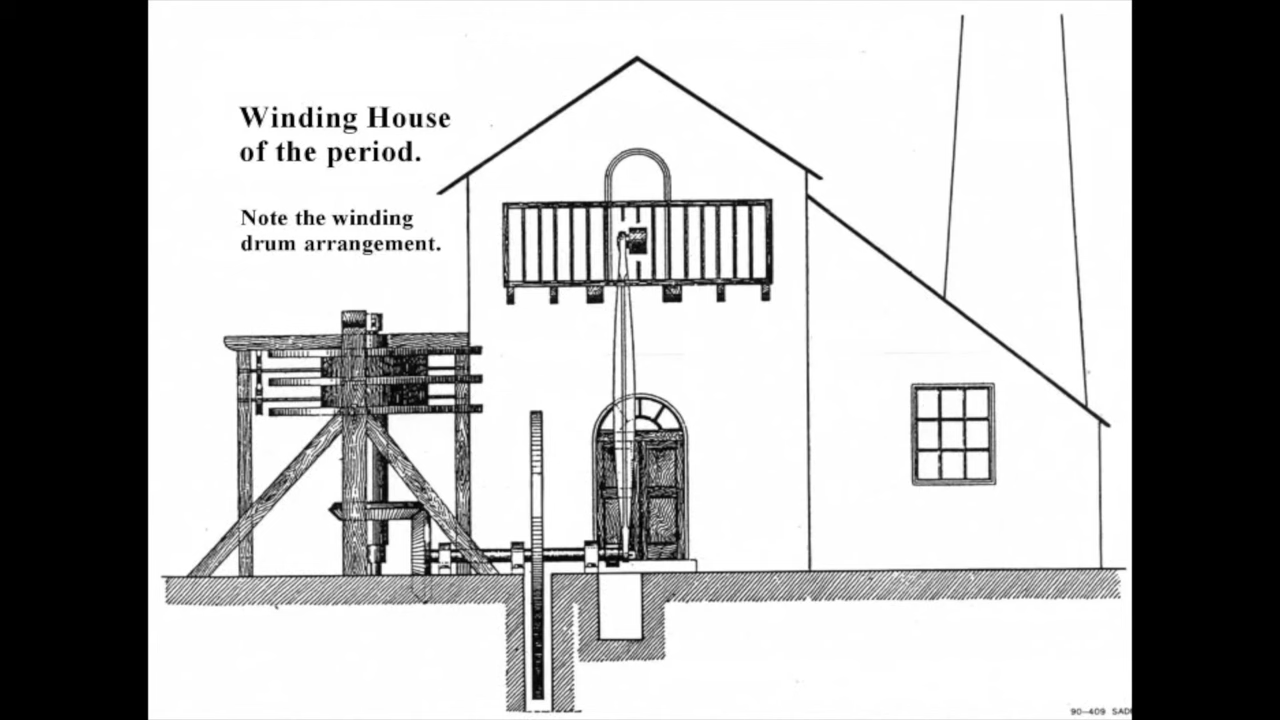 Winding House
of the period.
Note the winding
drum arrangement.
90-409